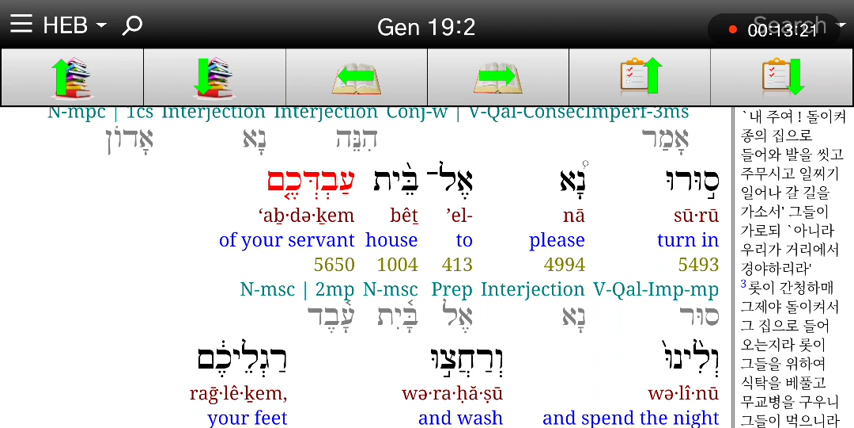 HEB Gen 19:2 Search 00:13:21
N-mpc | 1cs Interjection Interjection Conj-w | V-Qal-ConsecImperf-3ms
אָמַר הִנֵּה נָא אָדוֹן
ס֣וּרוּ נָ֠א אֶל־ בֵּ֨ית עַבְדְּכֶ֤ם
‘aḇ·də·ḵem bêṯ ’el- nā sū·rū
of your servant house to please turn in
5650 1004 413 4994 5493
N-msc | 2mp N-msc Prep Interjection V-Qal-Imp-mp
סוּר נָא אֶל בָּ֫יִת עָ֫בֶד
וְלִ֙ינוּ֙ וְרַחֲצ֣וּ רַגְלֵיכֶ֔ם
raḡ·lê·ḵem, wə·ra·ḥă·ṣū wə·lî·nū
your feet and wash and spend the night
`내 주여 ! 돌이켜
종의 집으로
들어와 발을 씻고
주무시고 일찌기
일어나 갈 길을
가소서' 그들이
가로되 `아니라
우리가 거리에서
경야하리라'
3롯이 간청하매
그제야 돌이켜서
그 집으로 들어
오는지라 롯이
그들을 위하여
식탁을 베풀고
무교병을 구우니
그들이 먹으니라